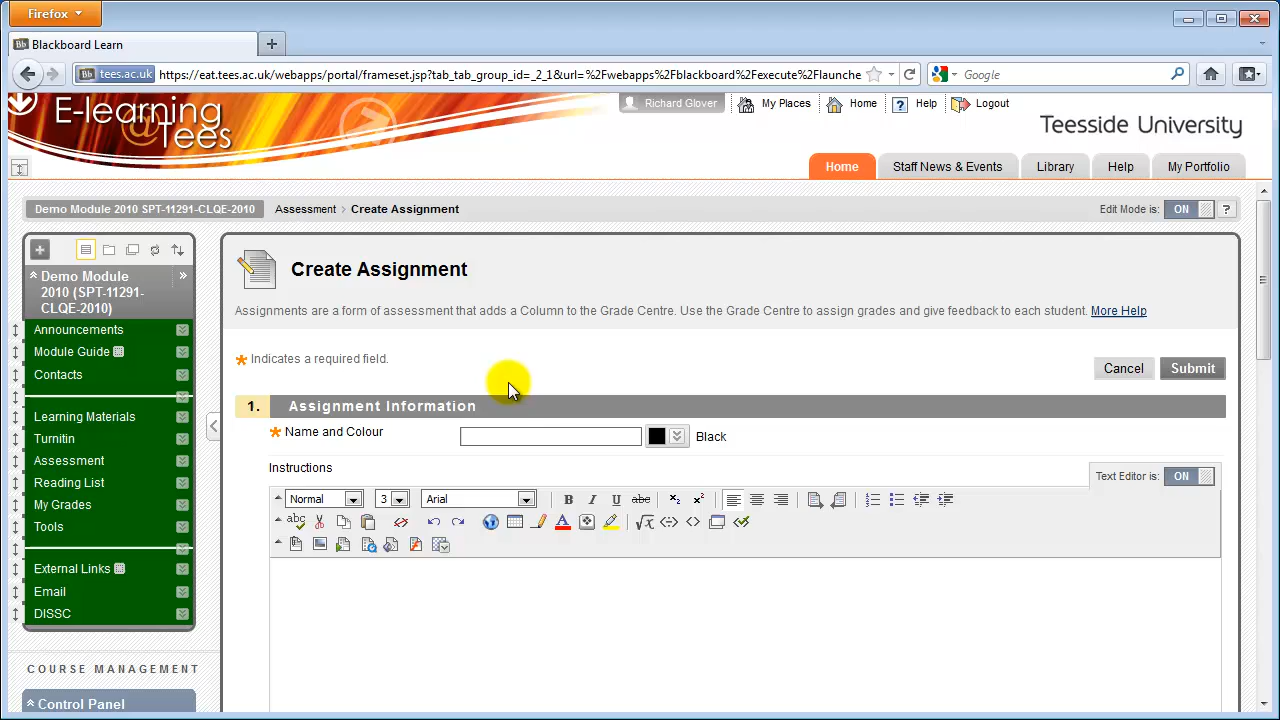 Firefox
Blackboard Learn
tees.ac.uk https://eat.tees.ac.uk/webapps/portal/frameset.jsp?tab_tab_group_id=_2_1&url=%2Fwebapps%2Fblackboard%2Fexecute%2Flaunche Google
E-learning
@Tees
Richard Glover My Places Home Help Logout
Teesside University
Home Staff News & Events Library Help My Portfolio
Demo Module 2010 SPT-11291-CLQE-2010 Assessment > Create Assignment Edit Mode is: ON ?
Demo Module
2010 (SPT-11291-
CLQE-2010)
Announcements
Module Guide
Contacts
Learning Materials
Turnitin
Assessment
Reading List
My Grades
Tools
External Links
Email
DISSC
COURSE MANAGEMENT
Control Panel
Create Assignment
Assignments are a form of assessment that adds a Column to the Grade Centre. Use the Grade Centre to assign grades and give feedback to each student. More Help
* Indicates a required field.
Cancel Submit
1. Assignment Information
* Name and Colour Black
Instructions
Text Editor is: ON
Normal 3 Arial B I U abc
abc